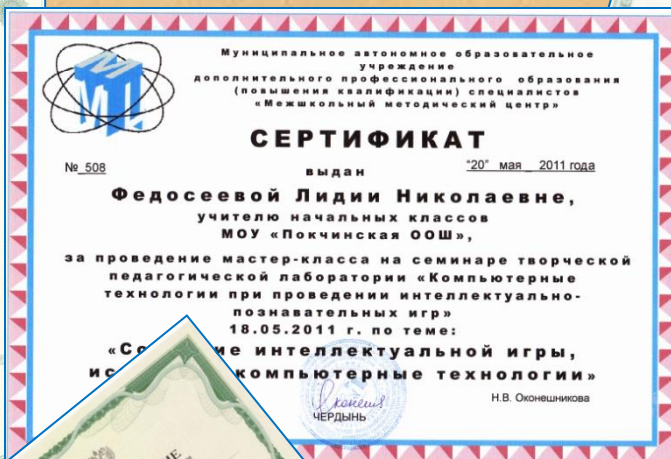 Муниципальное автономное образовательное
учреждение
дополнительного профессионального образования
(повышения квалификации) специалистов
«Межшкольный методический центр»
СЕРТИФИКАТ
№ 508
"20" мая 2011 года
выдан
Федосеевой Лидии Николаевне,
учителю начальных классов
МОУ «Покчинская ООШ»,
за проведение мастер-класса на семинаре творческой
педагогической лаборатории «Компьютерные
технологии при проведении интеллектуально-
познавательных игр»
18.05.2011 г. по теме:
интеллектуальной игры,
компьютерные технологии»
Н.В. Оконешникова
ЧЕРДЫНЬ